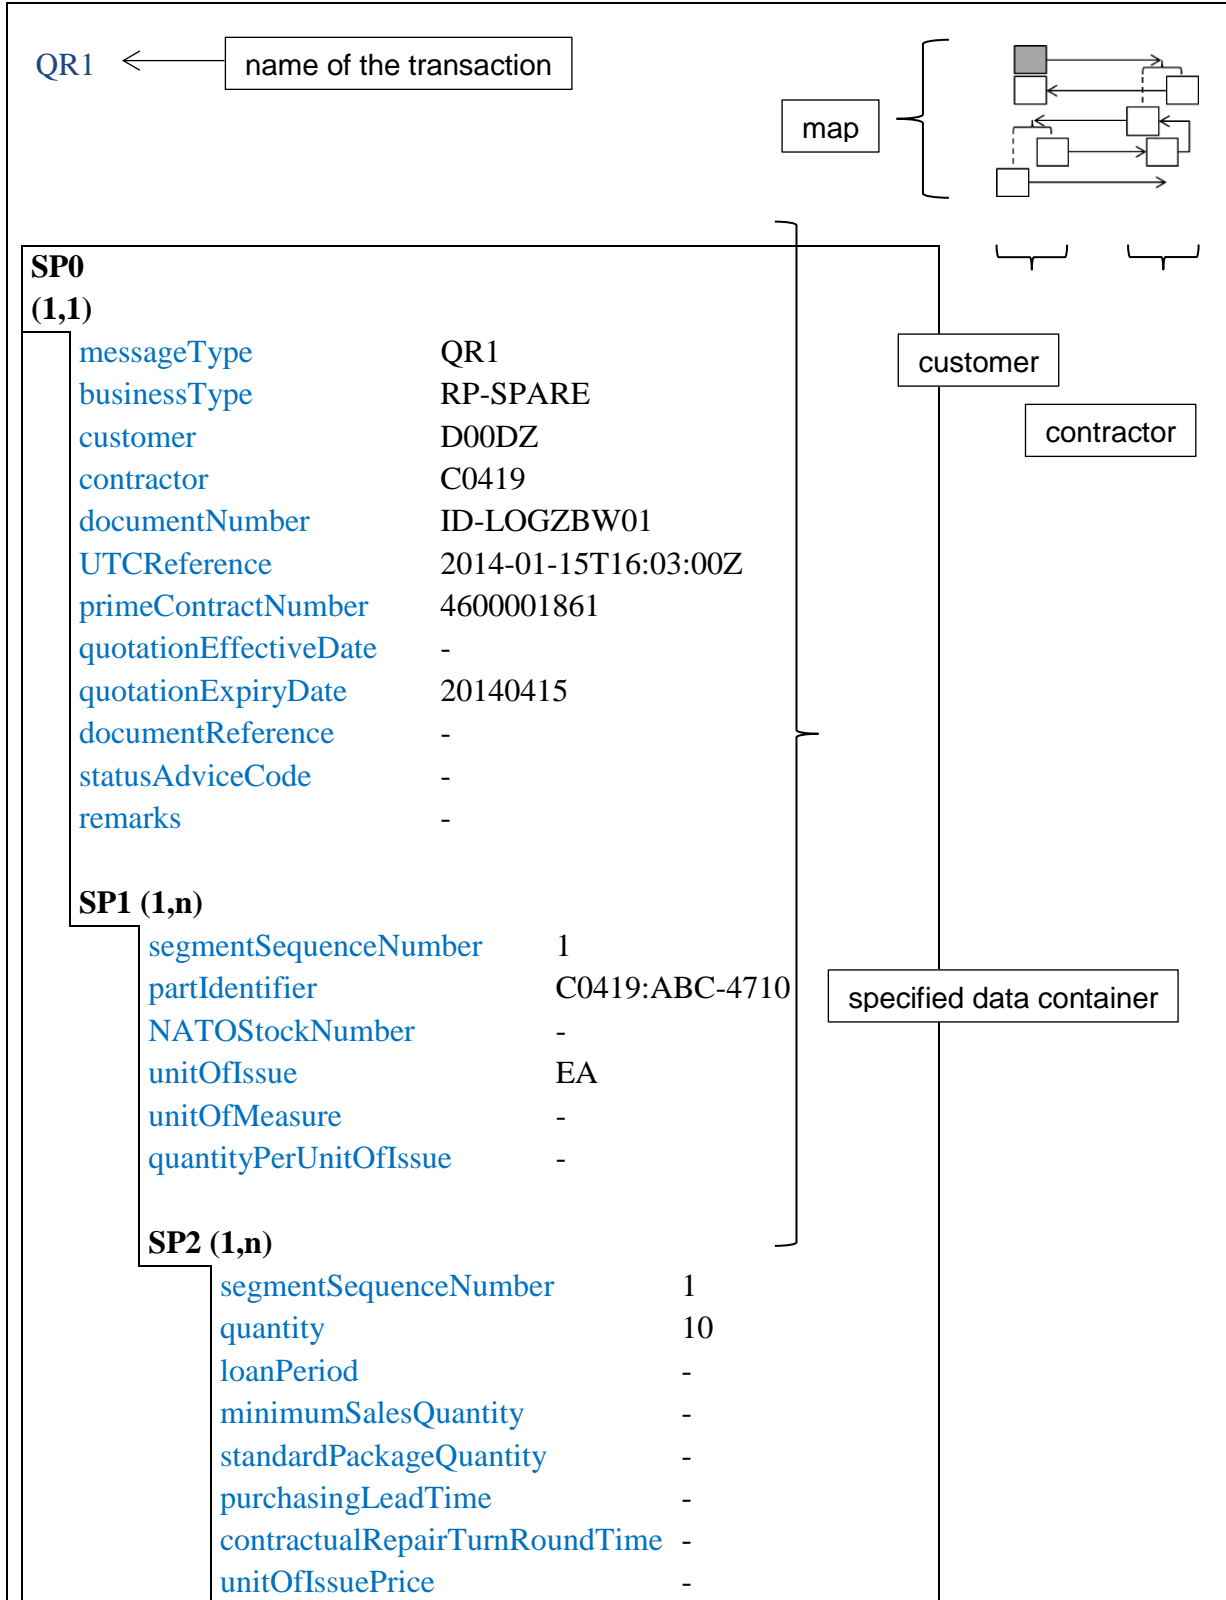 QR1
name of the transaction
map
SP0
(1,1)
messageType QR1
customer
businessType RP-SPARE
customer D00DZ
contractor
contractor C0419
documentNumber ID-LOGZBW01
UTCReference 2014-01-15T16:03:00Z
primeContractNumber 4600001861
quotationEffectiveDate -
quotationExpiryDate 20140415
documentReference -
statusAdviceCode -
remarks -
SP1 (1,n)
segmentSequenceNumber 1
partIdentifier C0419:ABC-4710
specified data container
NATOStockNumber -
unitOfIssue EA
unitOfMeasure -
quantityPerUnitOfIssue -
SP2 (1,n)
segmentSequenceNumber 1
quantity 10
loanPeriod -
minimumSalesQuantity -
standardPackageQuantity -
purchasingLeadTime -
contractualRepairTurnRoundTime -
unitOfIssuePrice -